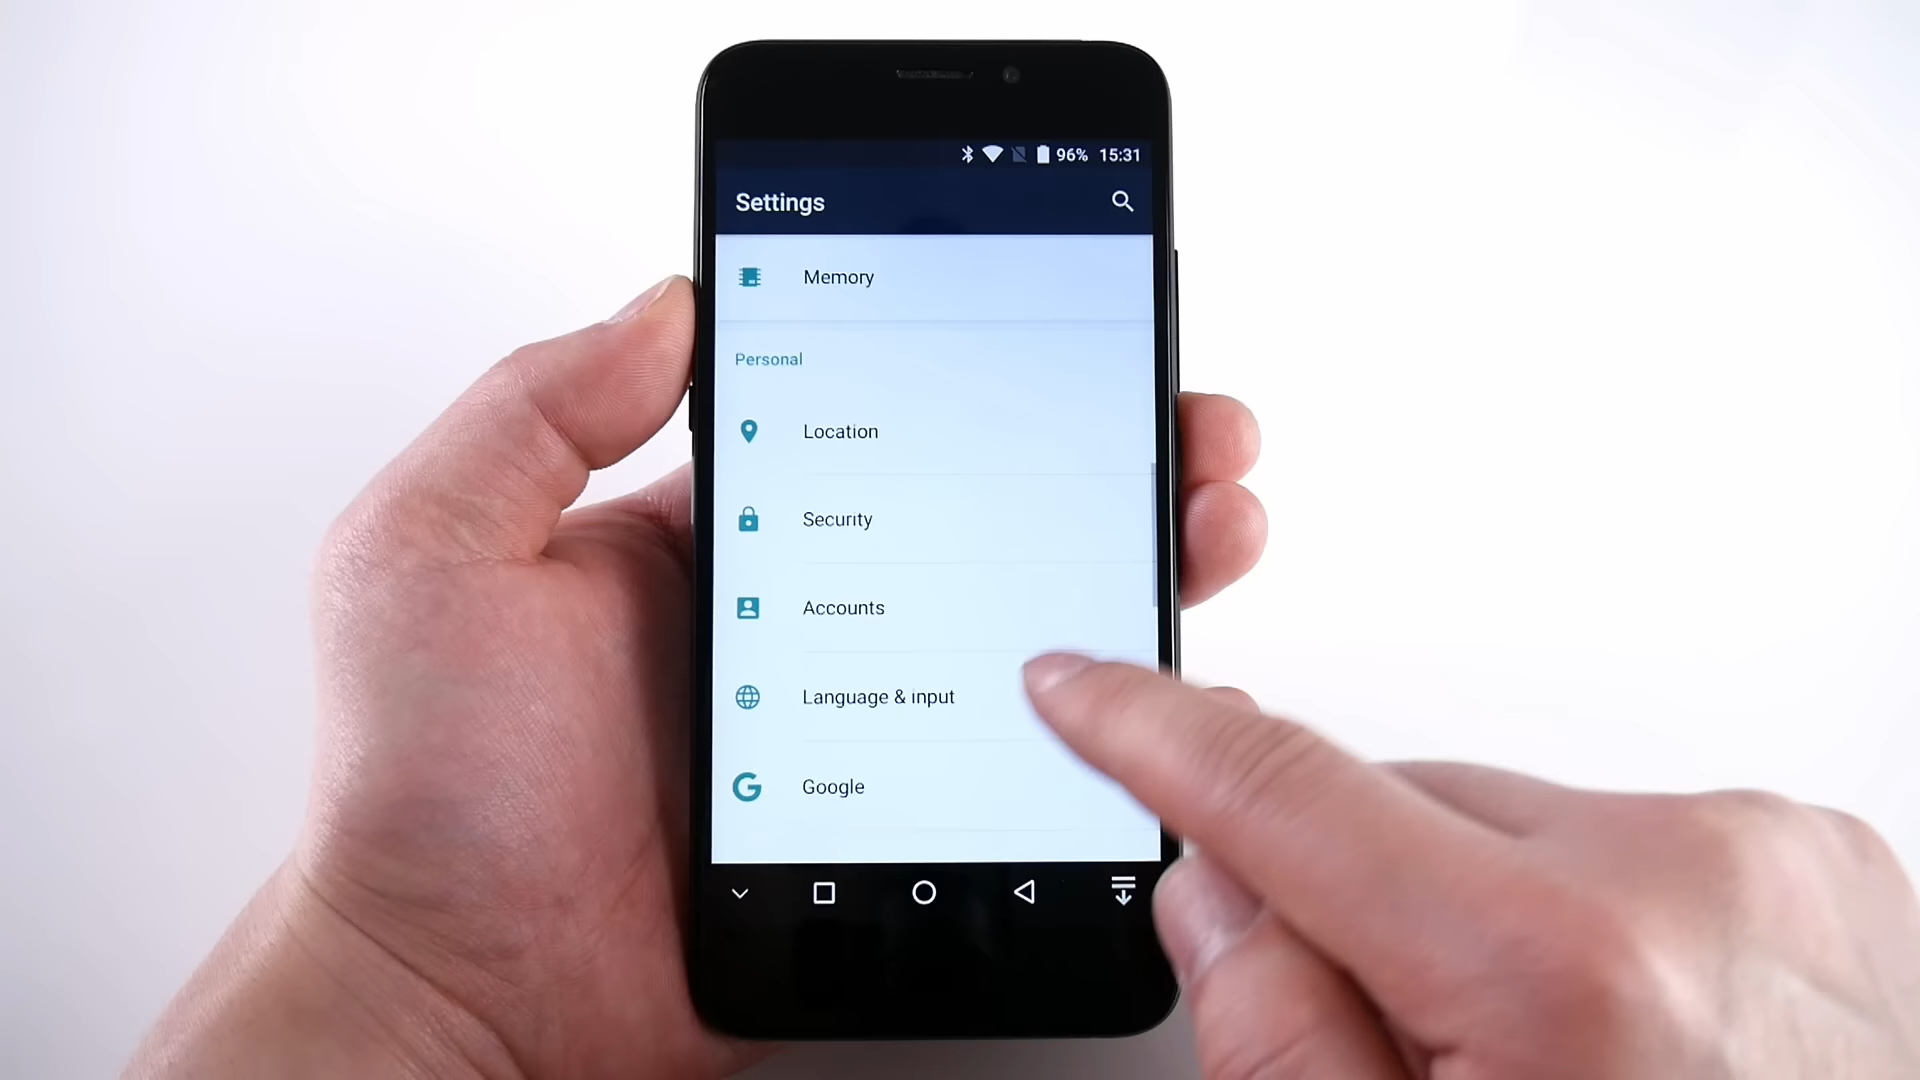 96% 15:31
Settings
Memory
Personal
Location
Security
Accounts
Language & input
Google